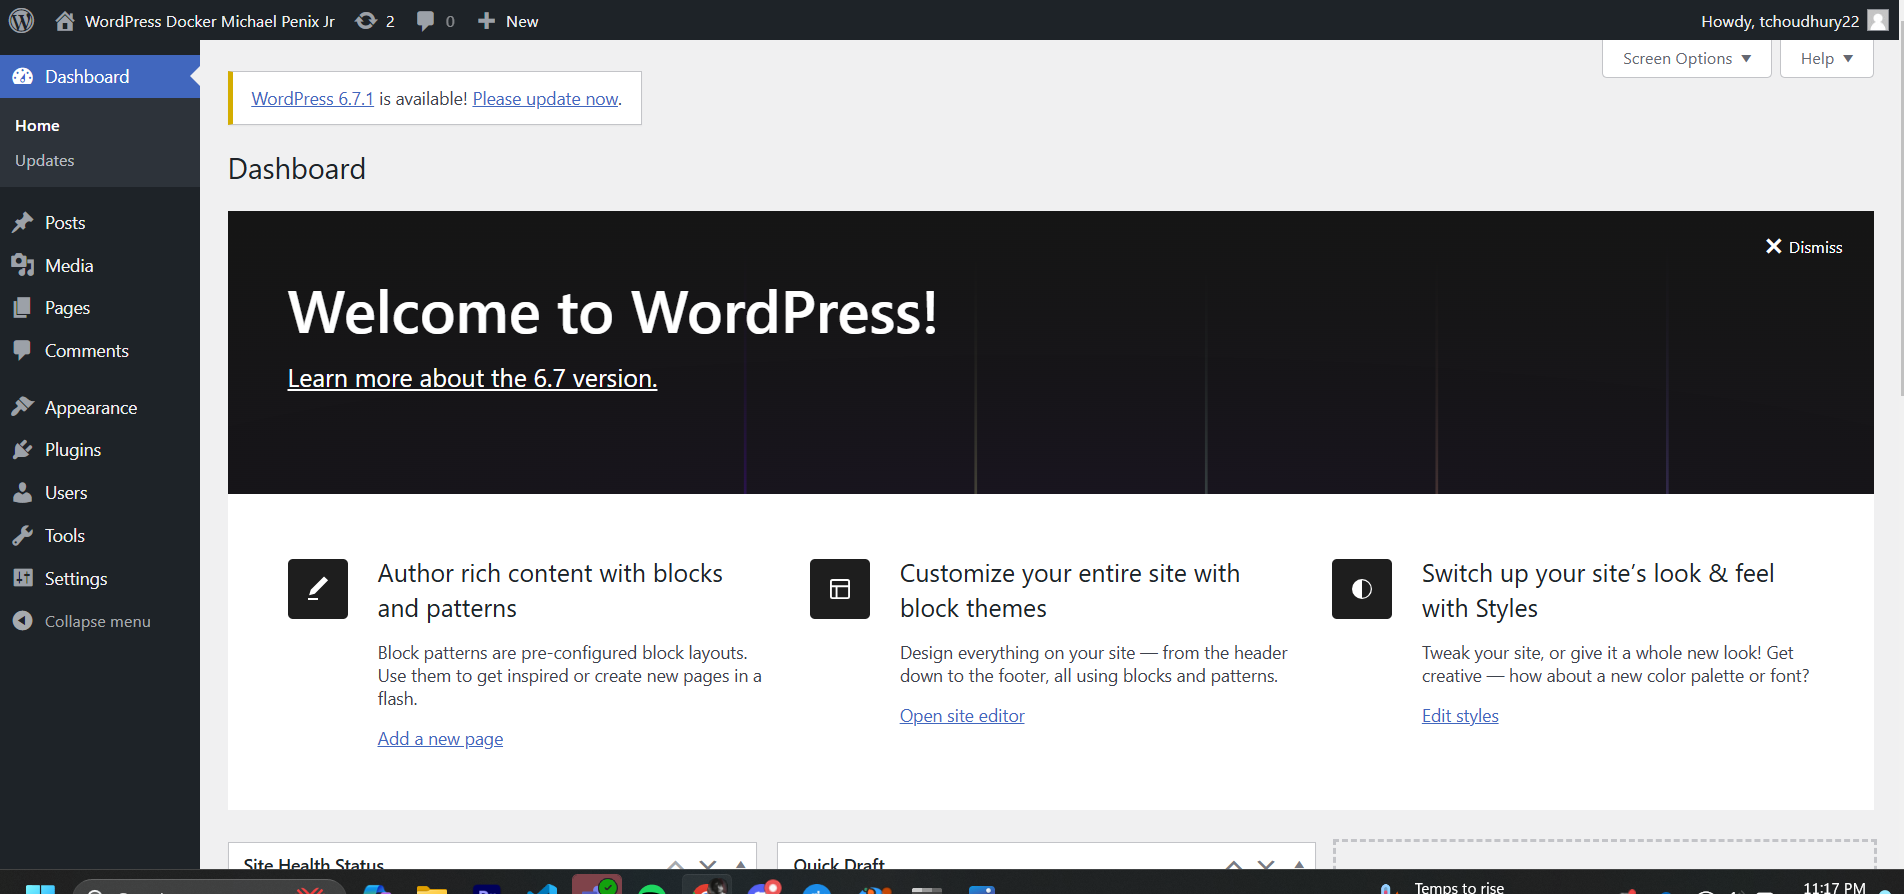 WordPress Docker Michael Penix Jr 2 0 New Howdy, tchoudhury22
Screen Options Help
Dashboard
Home
Updates
Posts
Media
Pages
Comments
Appearance
Plugins
Users
Tools
Settings
Collapse menu
WordPress 6.7.1 is available! Please update now.
Dashboard
Dismiss
Welcome to WordPress!
Learn more about the 6.7 version.
Author rich content with blocks
and patterns
Block patterns are pre-configured block layouts.
Use them to get inspired or create new pages in a
flash.
Add a new page
Customize your entire site with
block themes
Design everything on your site — from the header
down to the footer, all using blocks and patterns.
Open site editor
Switch up your site’s look & feel
with Styles
Tweak your site, or give it a whole new look! Get
creative — how about a new color palette or font?
Edit styles
Site Health Status
Quick Draft
Temps to rise
11:17 PM